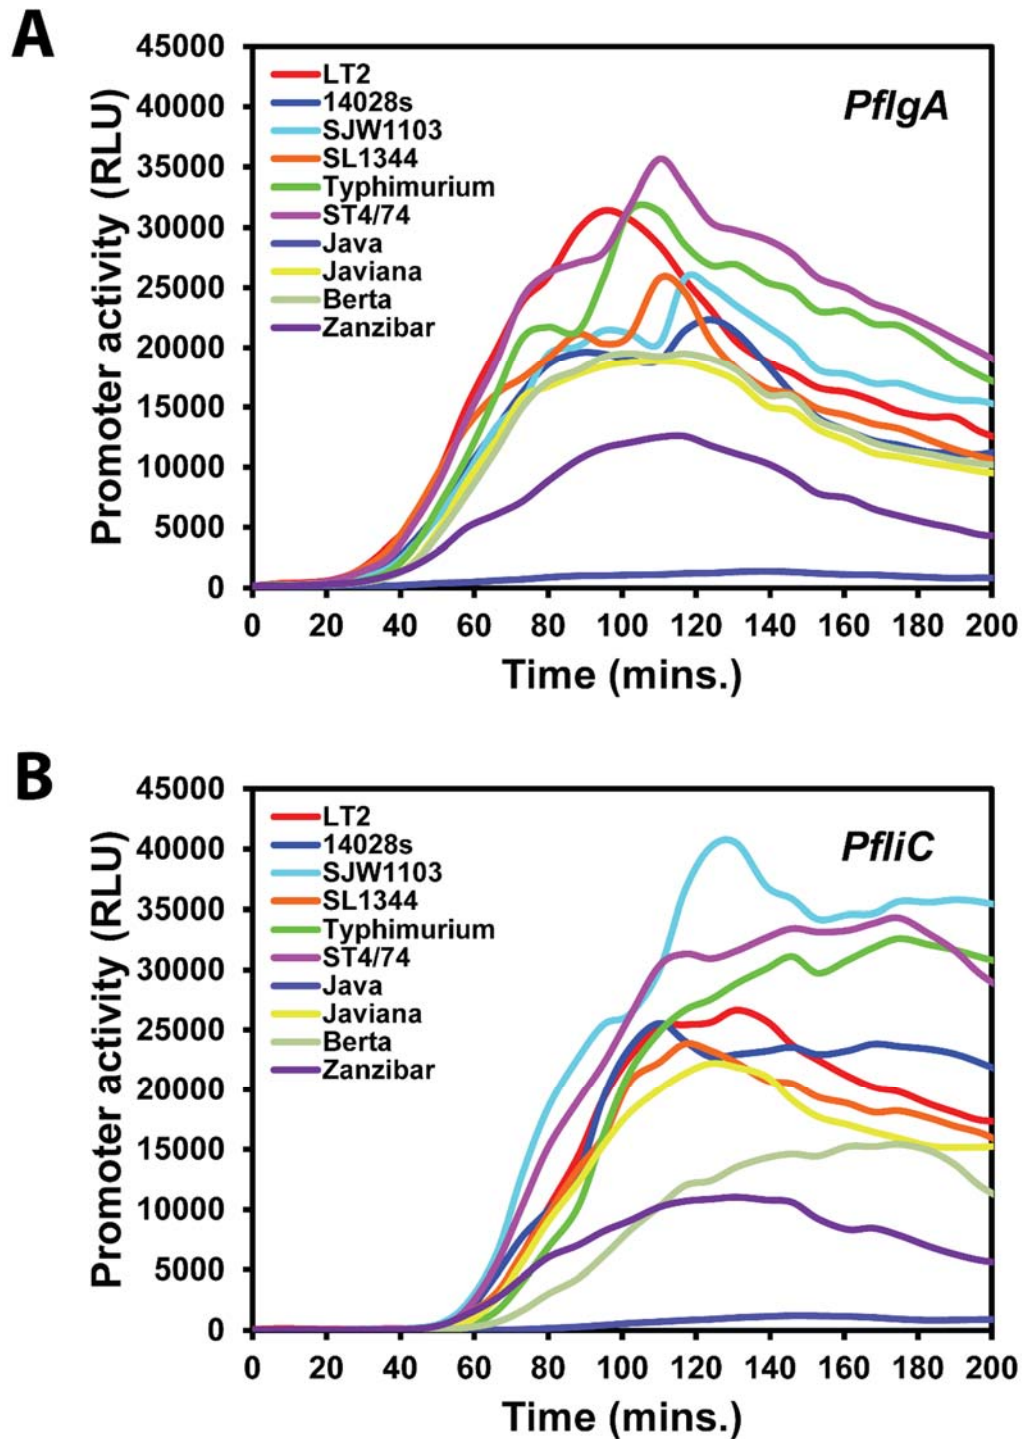 A
Promoter activity (RLU)
45000
40000
35000
30000
25000
20000
15000
10000
5000
0
LT2
14028s
SJW1103
SL1344
Typhimurium
ST4/74
Java
Javiana
Berta
Zanzibar
PflgA
0 20 40 60 80 100 120 140 160 180 200
Time (mins.)
B
Promoter activity (RLU)
45000
40000
35000
30000
25000
20000
15000
10000
5000
0
LT2
14028s
SJW1103
SL1344
Typhimurium
ST4/74
Java
Javiana
Berta
Zanzibar
PfliC
0 20 40 60 80 100 120 140 160 180 200
Time (mins.)